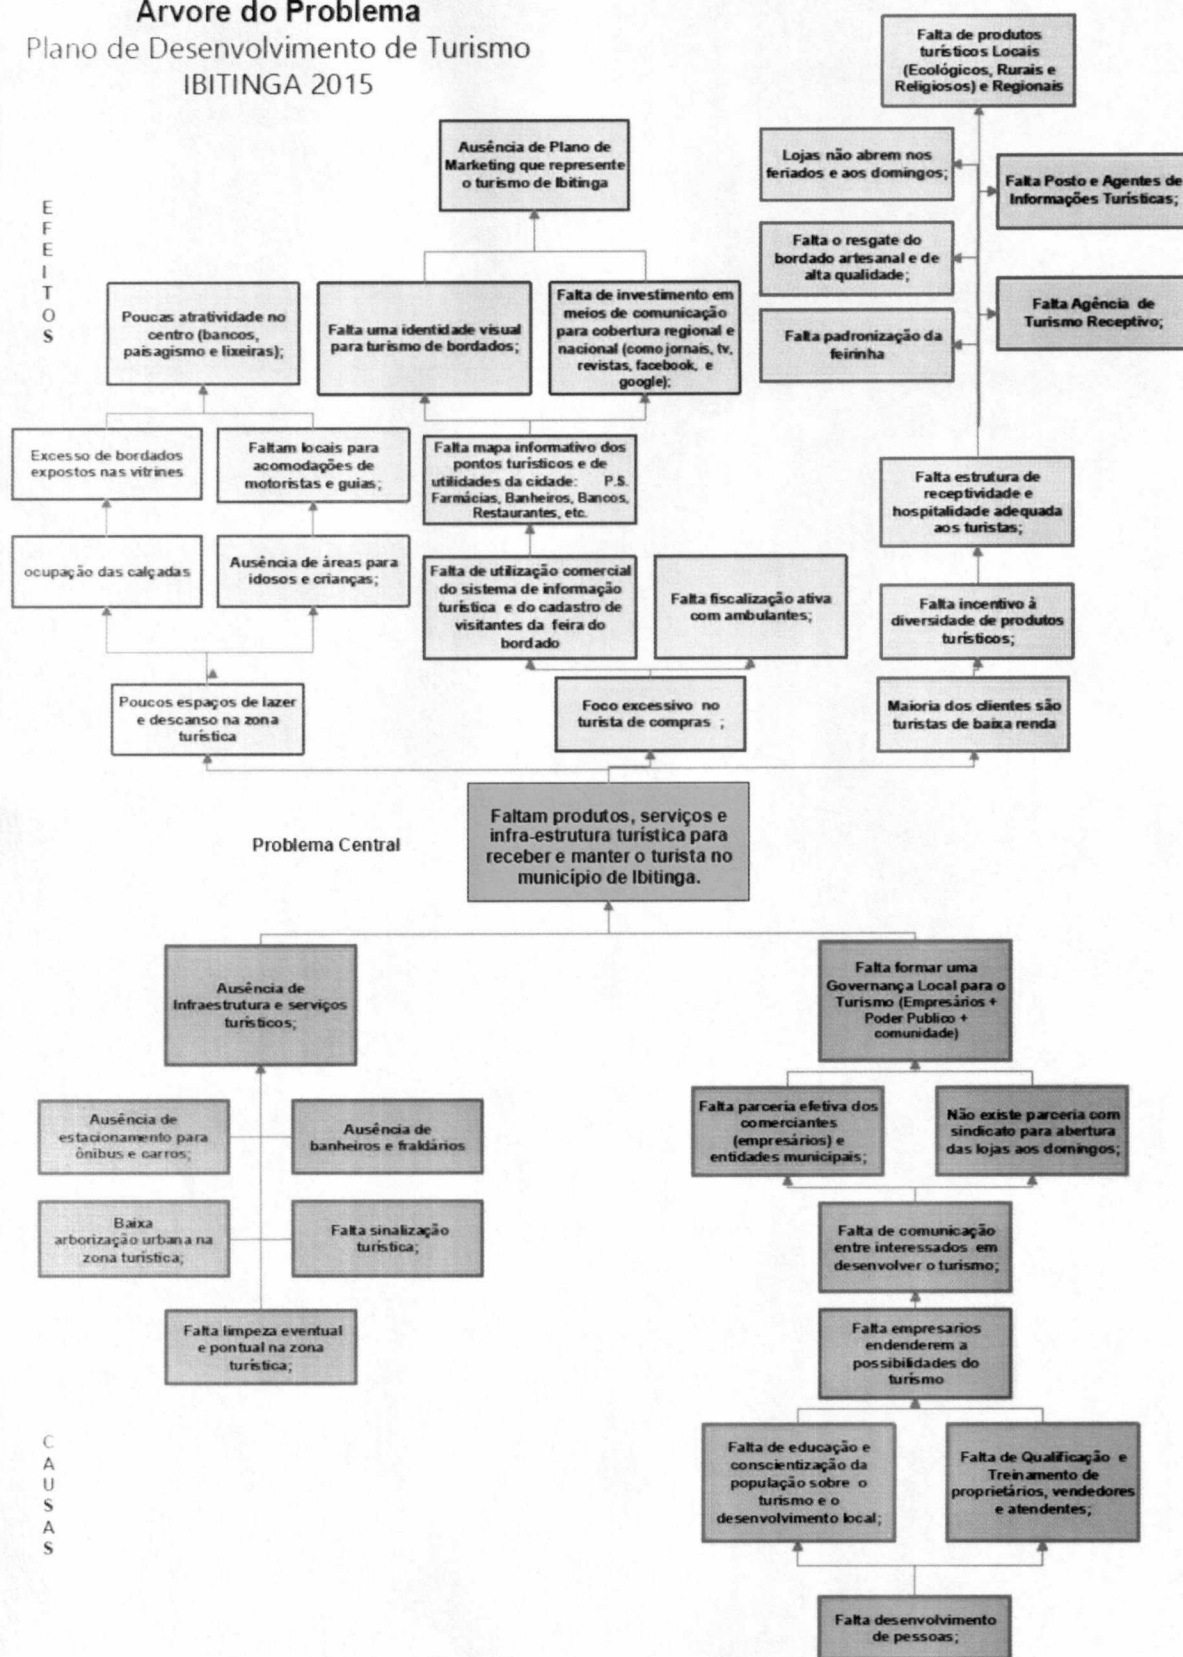 Árvore do Problema
Plano de Desenvolvimento de Turismo
IBITINGA 2015
E
F
E
I
T
O
S
Falta de produtos
turísticos Locais
(Ecológicos, Rurais e
Religiosos) e Regionais
Ausência de Plano de
Marketing que represente
o turismo de Ibitinga
Lojas não abrem nos
feriados e aos domingos;
Falta Posto e Agentes de
Informações Turísticas;
Falta o resgate do
bordado artesanal e de
alta qualidade;
Falta Agência de
Turismo Receptivo;
Falta padronização da
feirinha
Poucas atratividade no
centro (bancos,
paisagismo e lixeiras);
Falta uma identidade visual
para turismo de bordados;
Falta de investimento em
meios de comunicação
para cobertura regional e
nacional (como jornais, tv,
revistas, facebook, e
google);
Excesso de bordados
expostos nas vitrines
Faltam locais para
acomodações de
motoristas e guias;
Falta mapa informativo dos
pontos turísticos e de
utilidades da cidade: P.S.
Farmácias, Banheiros, Bancos,
Restaurantes, etc.
Falta estrutura de
receptividade e
hospitalidade adequada
aos turistas;
ocupação das calçadas
Ausência de áreas para
idosos e crianças;
Falta de utilização comercial
do sistema de informação
turística e do cadastro de
visitantes da feira do
bordado
Falta fiscalização ativa
com ambulantes;
Falta incentivo à
diversidade de produtos
turísticos;
Poucos espaços de lazer
e descanso na zona
turística
Foco excessivo no
turista de compras ;
Maioria dos clientes são
turistas de baixa renda
Problema Central
Faltam produtos, serviços e
infra-estrutura turística para
receber e manter o turista no
município de Ibitinga.
Ausência de
Infraestrutura e serviços
turísticos;
Falta formar uma
Governança Local para o
Turismo (Empresários +
Poder Publico +
comunidade)
Ausência de
estacionamento para
ônibus e carros;
Ausência de
banheiros e fraldários
Falta parceria efetiva dos
comerciantes
(empresários) e
entidades municipais;
Não existe parceria com
sindicato para abertura
das lojas aos domingos;
Baixa
arborização urbana na
zona turística;
Falta sinalização
turística;
Falta de comunicação
entre interessados em
desenvolver o turismo;
Falta limpeza eventual
e pontual na zona
turística;
Falta empresarios
endenderem a
possibilidades do
turismo
C
A
U
S
A
S
Falta de educação e
conscientização da
população sobre o
turismo e o
desenvolvimento local;
Falta de Qualificação e
Treinamento de
proprietários, vendedores
e atendentes;
Falta desenvolvimento
de pessoas;